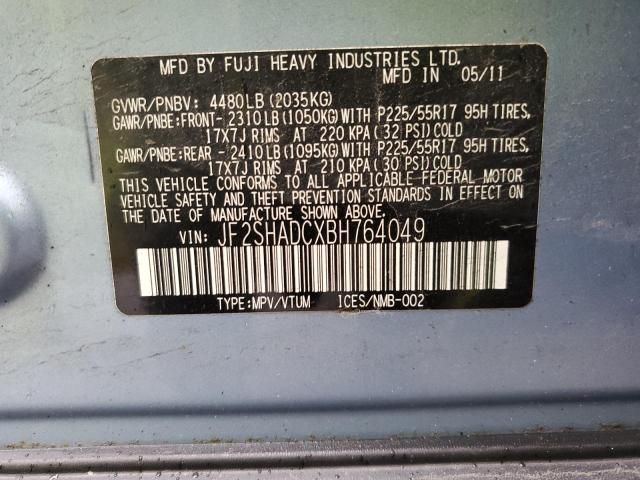 MFD BY FUJI HEAVY INDUSTRIES LTD.
MFD IN 05/11
GVWR/PNBV: 4480LB(2035KG)
GAWR/PNBE:FRONT- 2310LB(1050KG)WITH P225/55R17 95H TIRES,
17X7J RIMS AT 220 KPA(32 PSI)COLD
GAWR/PNBE:REAR - 2410LB(1095KG)WITH P225/55R17 95H TIRES,
17X7J RIMS AT 210 KPA(30 PSI)COLD
THIS VEHICLE CONFORMS TO ALL APPLICABLE FEDERAL MOTOR
VEHICLE SAFETY AND THEFT PREVENTION STANDARDS IN EFFECT ON
THE DATE OF MANUFACTURE SHOWN ABOVE.
VIN: JF2SHADCXBH764049
TYPE:MPV/VTUM ICES/NMB-002